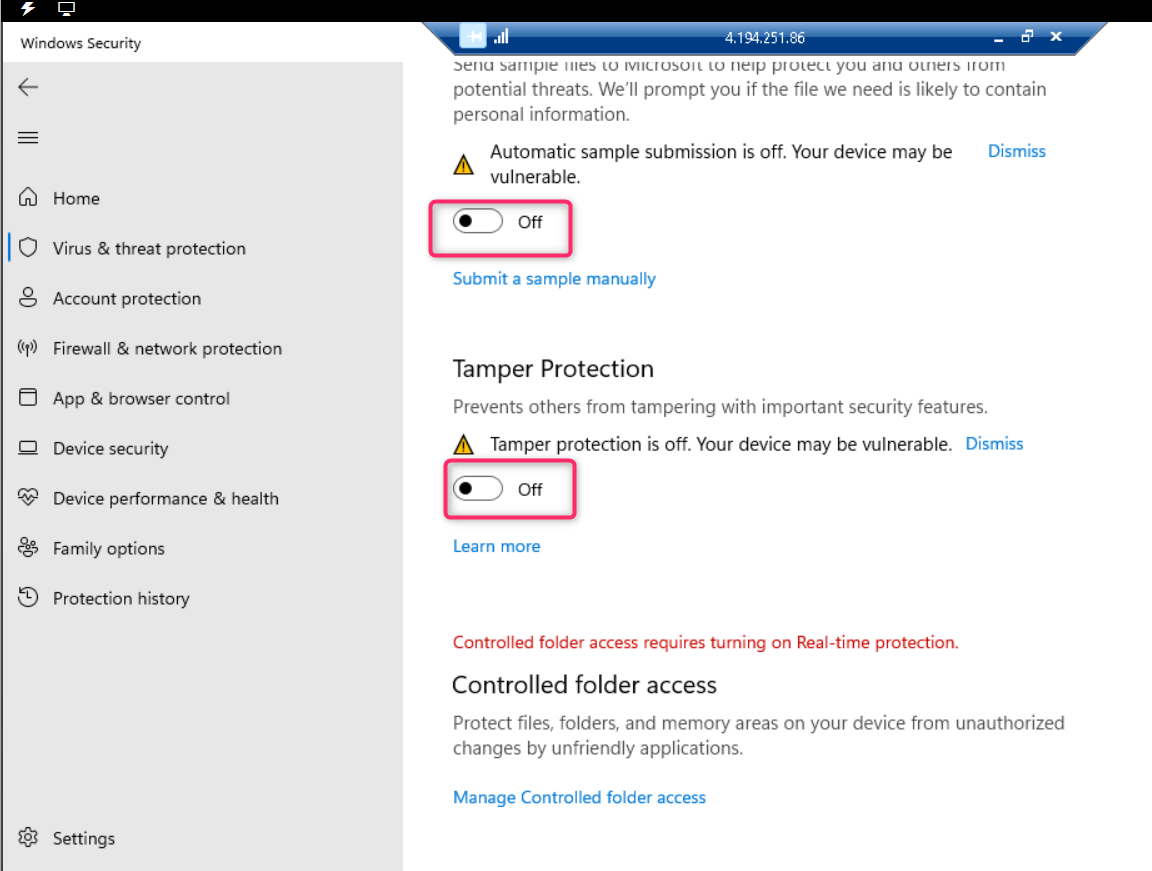 Windows Security
4.194.251.86
Home
Virus & threat protection
Account protection
Firewall & network protection
App & browser control
Device security
Device performance & health
Family options
Protection history
Settings
Send sample files to Microsoft to help protect you and others from
potential threats. We'll prompt you if the file we need is likely to contain
personal information.
Automatic sample submission is off. Your device may be
vulnerable.
Dismiss
Off
Submit a sample manually
Tamper Protection
Prevents others from tampering with important security features.
Tamper protection is off. Your device may be vulnerable. Dismiss
Off
Learn more
Controlled folder access requires turning on Real-time protection.
Controlled folder access
Protect files, folders, and memory areas on your device from unauthorized
changes by unfriendly applications.
Manage Controlled folder access